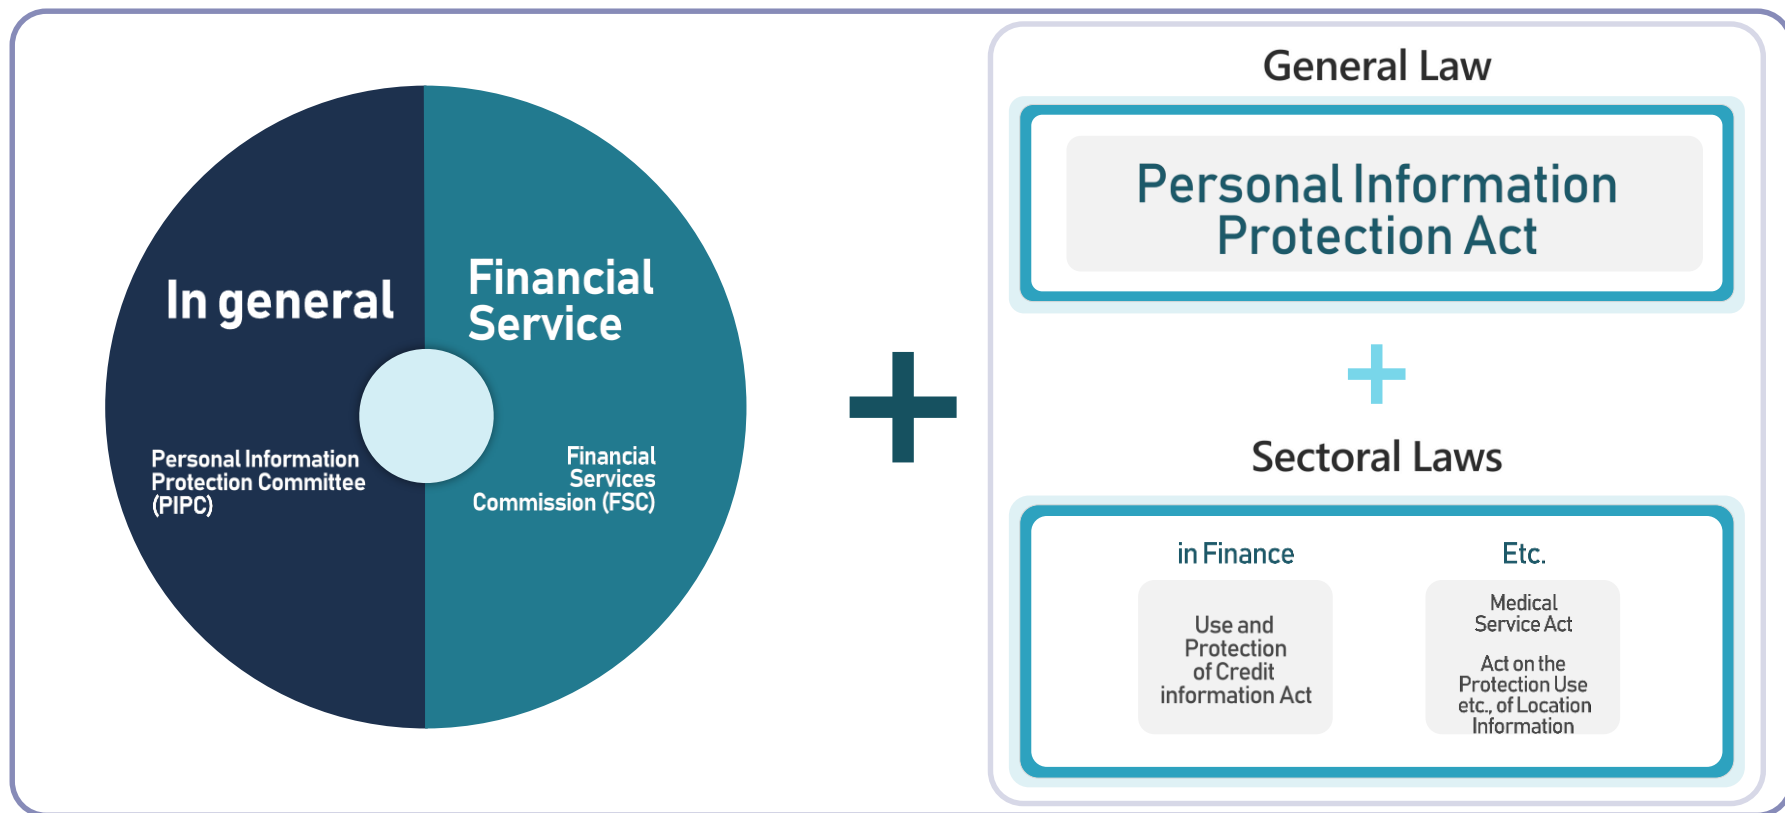 In general
Personal Information
Protection Committee
(PIPC)
Financial
Service
Financial
Services
Commission (FSC)
General Law
Personal Information
Protection Act
Sectoral Laws
in Finance
Use and
Protection
of Credit
information Act
Etc.
Medical
Service Act
Act on the
Protection Use
etc., of Location
Information